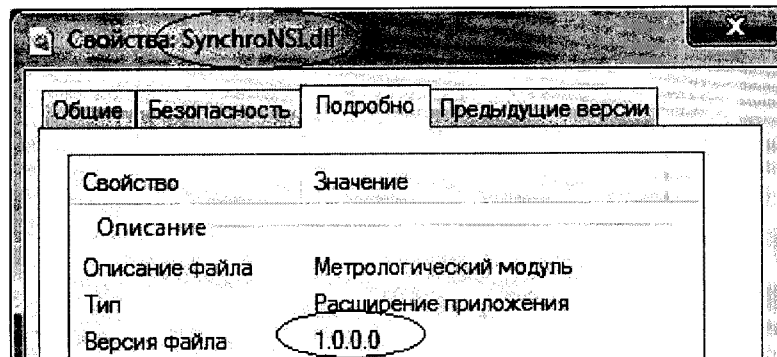 Свойства: SynchroNSI.dll
Общие Безопасность Подробно Предыдущие версии
Свойство Значение
Описание
Описание файла Метрологический модуль
Тип Расширение приложения
Версия файла 1.0.0.0